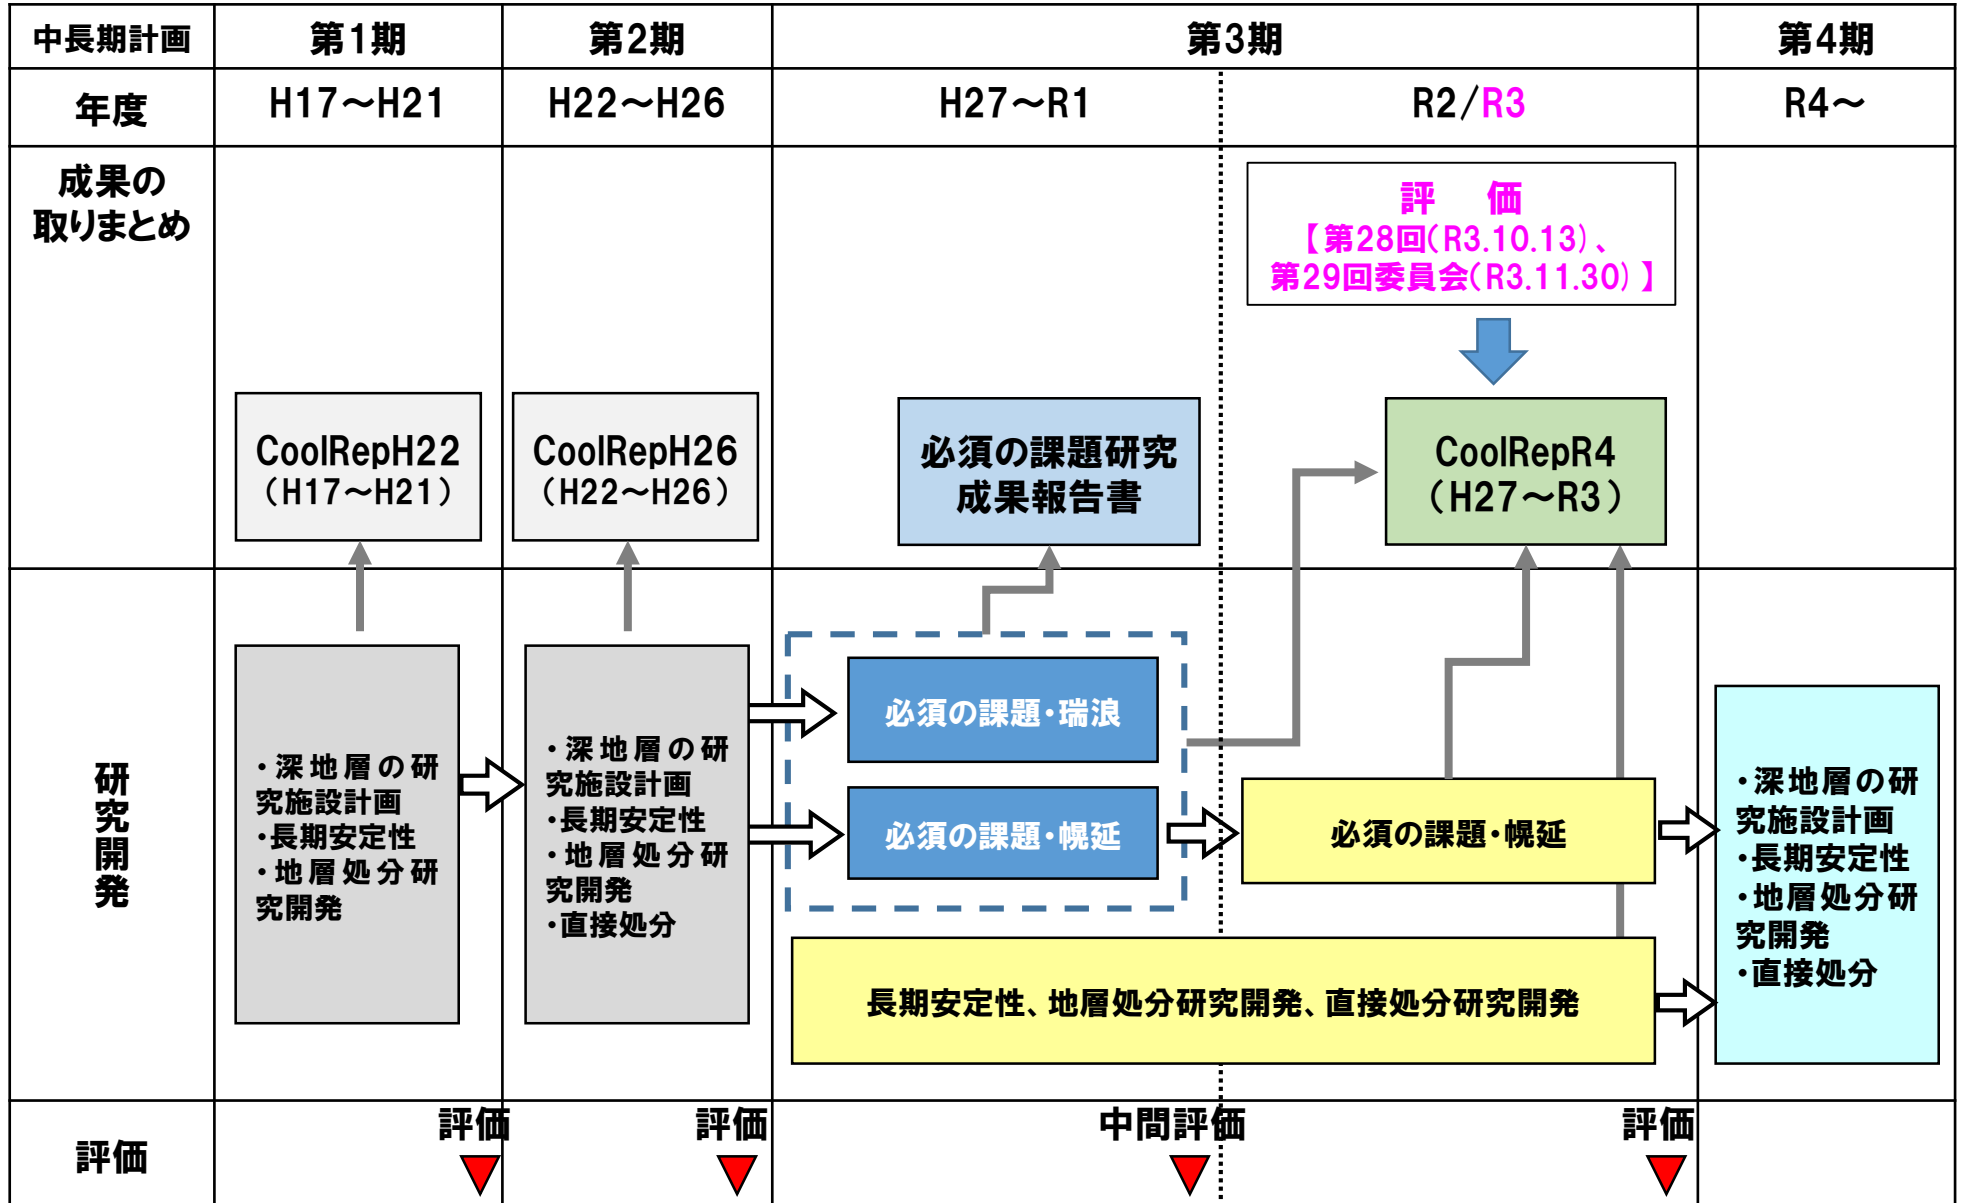 中長期計画
第1期
第2期
第3期
第4期
年度
H17～H21
H22～H26
H27～R1
R2/R3
R4～
成果の
取りまとめ
評　価
【第28回(R3.10.13)、
第29回委員会(R3.11.30)】
CoolRepH22
（H17～H21）
CoolRepH26
（H22～H26）
必須の課題研究
成果報告書
CoolRepR4
（H27～R3）
研究開発
・深地層の研
究施設計画
・長期安定性
・地層処分研
究開発
・深地層の研
究施設計画
・長期安定性
・地層処分研
究開発
・直接処分
必須の課題・瑞浪
必須の課題・幌延
必須の課題・幌延
長期安定性、地層処分研究開発、直接処分研究開発
・深地層の研
究施設計画
・長期安定性
・地層処分研
究開発
・直接処分
評価
評価
評価
中間評価
評価